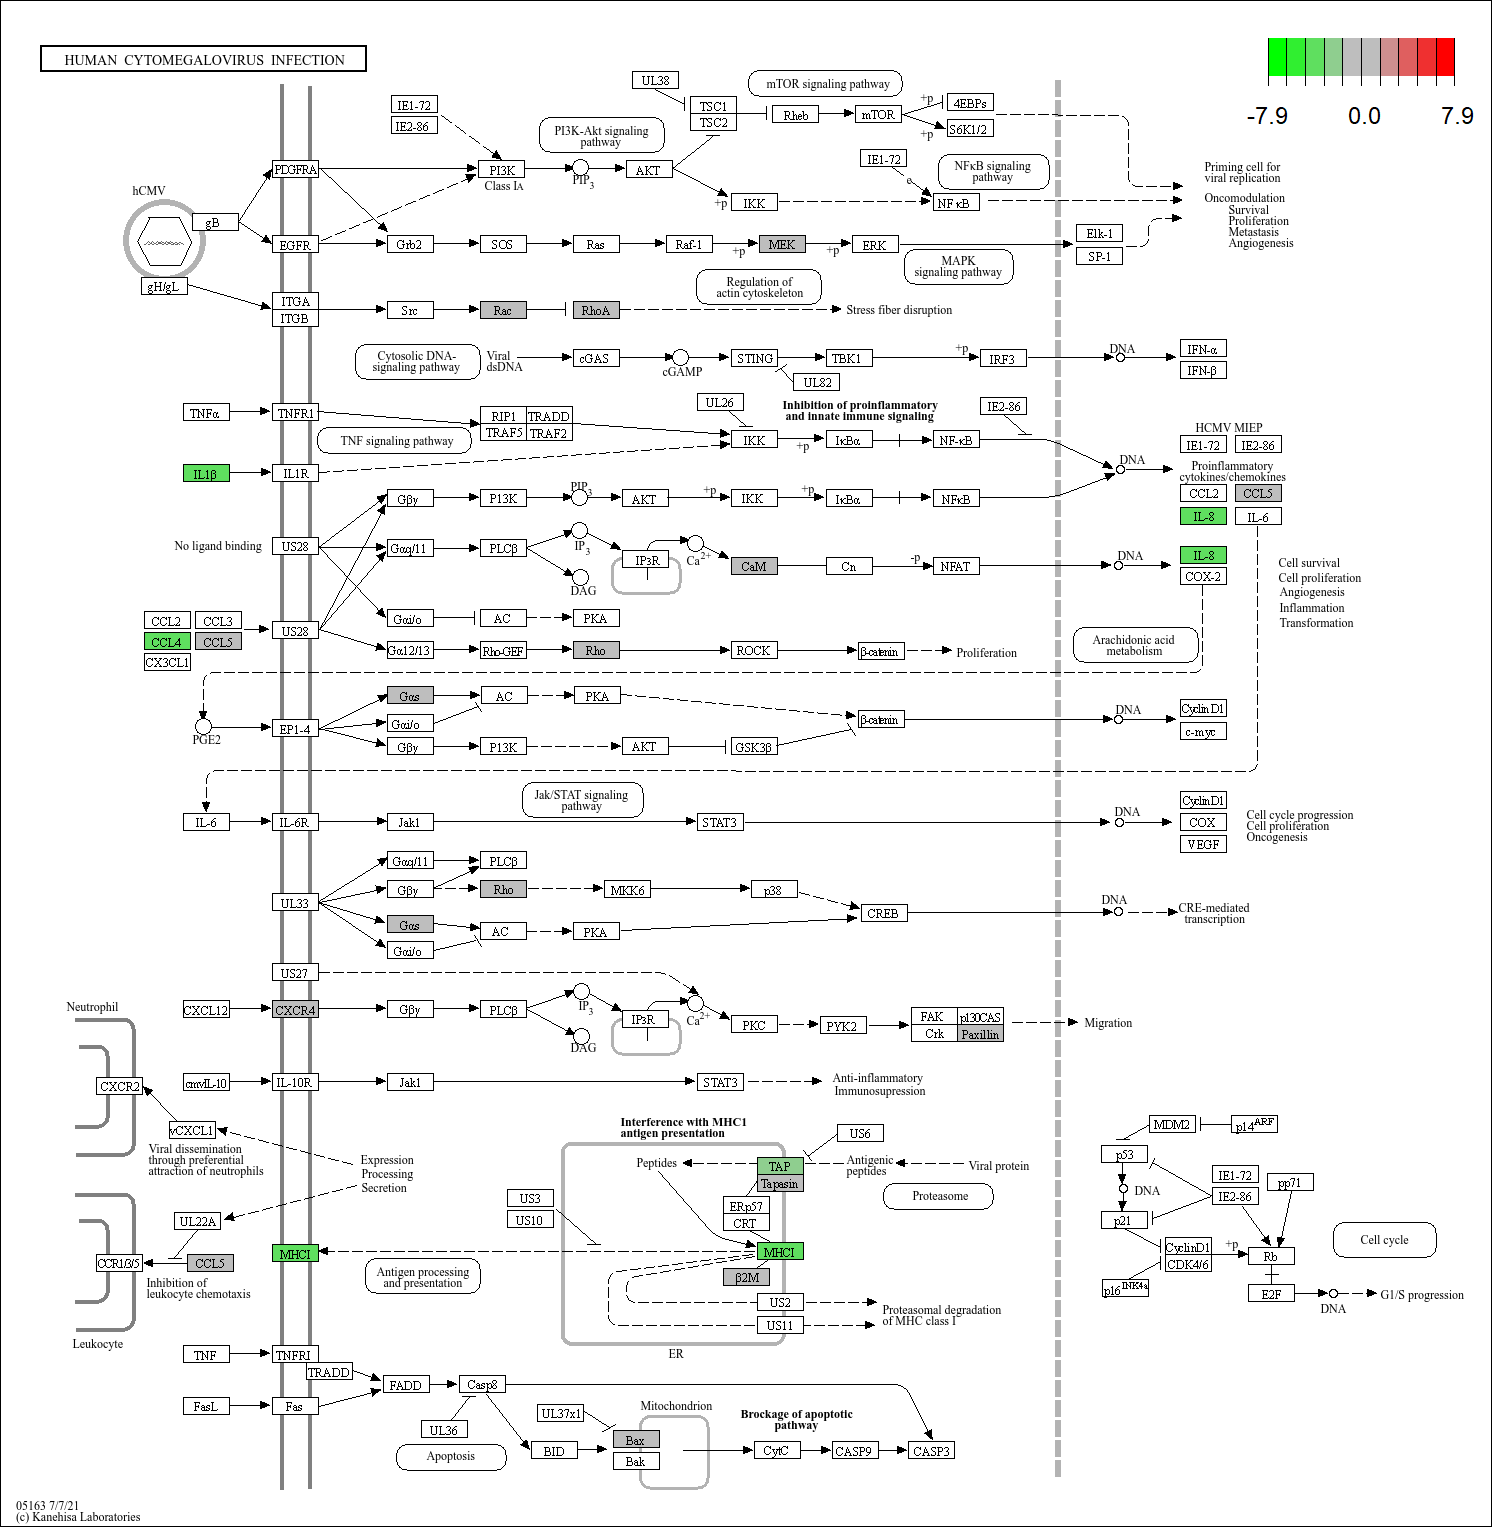 HUMAN CYTOMEGALOVIRUS INFECTION
-7.9 0.0 7.9
UL38
mTOR signaling pathway
IE1-72
IE2-86
PI3K-Akt signaling
pathway
TSC1
TSC2
Rheb
mTOR
+p
4EBPs
S6K1/2
+p
IE1-72
NFκB signaling
pathway
Priming cell for
viral replication
PDGFRA
PI3K
Class IA
PIP3
AKT
+p
IKK
e
NFκB
Oncomodulation
Survival
Proliferation
Metastasis
Angiogenesis
hCMV
gB
EGFR
Grb2
SOS
Ras
Raf-1
+p
MEK
+p
ERK
Elk-1
SP-1
MAPK
signaling pathway
gH/gL
Regulation of
actin cytoskeleton
ITGA
ITGB
Src
Rac
RhoA
Stress fiber disruption
Cytosolic DNA-
signaling pathway
Viral
dsDNA
cGAS
cGAMP
STING
TBK1
+p
IRF3
DNA
IFN-α
IFN-β
UL82
TNFα
TNFR1
RIP1
TRADD
TRAF5
TRAF2
TNF signaling pathway
UL26
Inhibition of proinflammatory
and innate immune signaling
IE2-86
IKK
+p
IκBα
NF-κB
HCMV MIEP
IE1-72
IE2-86
DNA
Proinflammatory
cytokines/chemokines
IL1β
IL1R
CCL2
CCL5
IL-8
IL-6
Gβγ
P13K
PIP3
AKT
+p
IKK
+p
IκBα
NFκB
No ligand binding
US28
Gαq/11
PLCβ
IP3
DAG
IP3R
Ca2+
CaM
Cn
-p
NFAT
DNA
IL-8
COX-2
Cell survival
Cell proliferation
Angiogenesis
Inflammation
Transformation
CCL2
CCL3
CCL4
CCL5
CX3CL1
US28
Gαi/o
AC
PKA
Gα12/13
Rho-GEF
Rho
ROCK
β-catenin
Proliferation
Arachidonic acid
metabolism
PGE2
EP1-4
Gαs
AC
PKA
Gαi/o
Gβγ
P13K
AKT
GSK3β
β-catenin
DNA
CyclinD1
c-myc
Jak/STAT signaling
pathway
IL-6
IL-6R
Jak1
STAT3
DNA
CyclinD1
COX
VEGF
Cell cycle progression
Cell proliferation
Oncogenesis
UL33
Gαq/11
PLCβ
Gβγ
Rho
MKK6
p38
Gαs
AC
PKA
CREB
DNA
CRE-mediated
transcription
Gαi/o
US27
Neutrophil
CXCL12
CXCR4
Gβγ
PLCβ
IP3
DAG
IP3R
Ca2+
PKC
PYK2
FAK
p130CAS
Crk
Paxillin
Migration
CXCR2
cmvIL-10
IL-10R
Jak1
STAT3
Anti-inflammatory
Immunosupression
vCXCL1
Viral dissemination
through preferential
attraction of neutrophils
Expression
Processing
Secretion
Interference with MHC1
antigen presentation
US6
Peptides
TAP
Tapasin
Antigenic
peptides
Viral protein
Proteasome
US3
US10
ERp57
CRT
UL22A
CCR1/3/5
CCL5
MHCI
MHCI
β2M
Inhibition of
leukocyte chemotaxis
Antigen processing
and presentation
US2
US11
Proteasomal degradation
of MHC class I
ER
Leukocyte
MDM2
p14ARF
p53
DNA
p21
IE1-72
IE2-86
pp71
CyclinD1
CDK4/6
p16INK4a
+p
Rb
E2F
DNA
G1/S progression
Cell cycle
TNF
TNFRI
TRADD
FADD
Casp8
FasL
Fas
UL36
Apoptosis
UL37x1
BID
Bax
Bak
Mitochondrion
Brockage of apoptotic
pathway
CytC
CASP9
CASP3
05163 7/7/21
(c) Kanehisa Laboratories